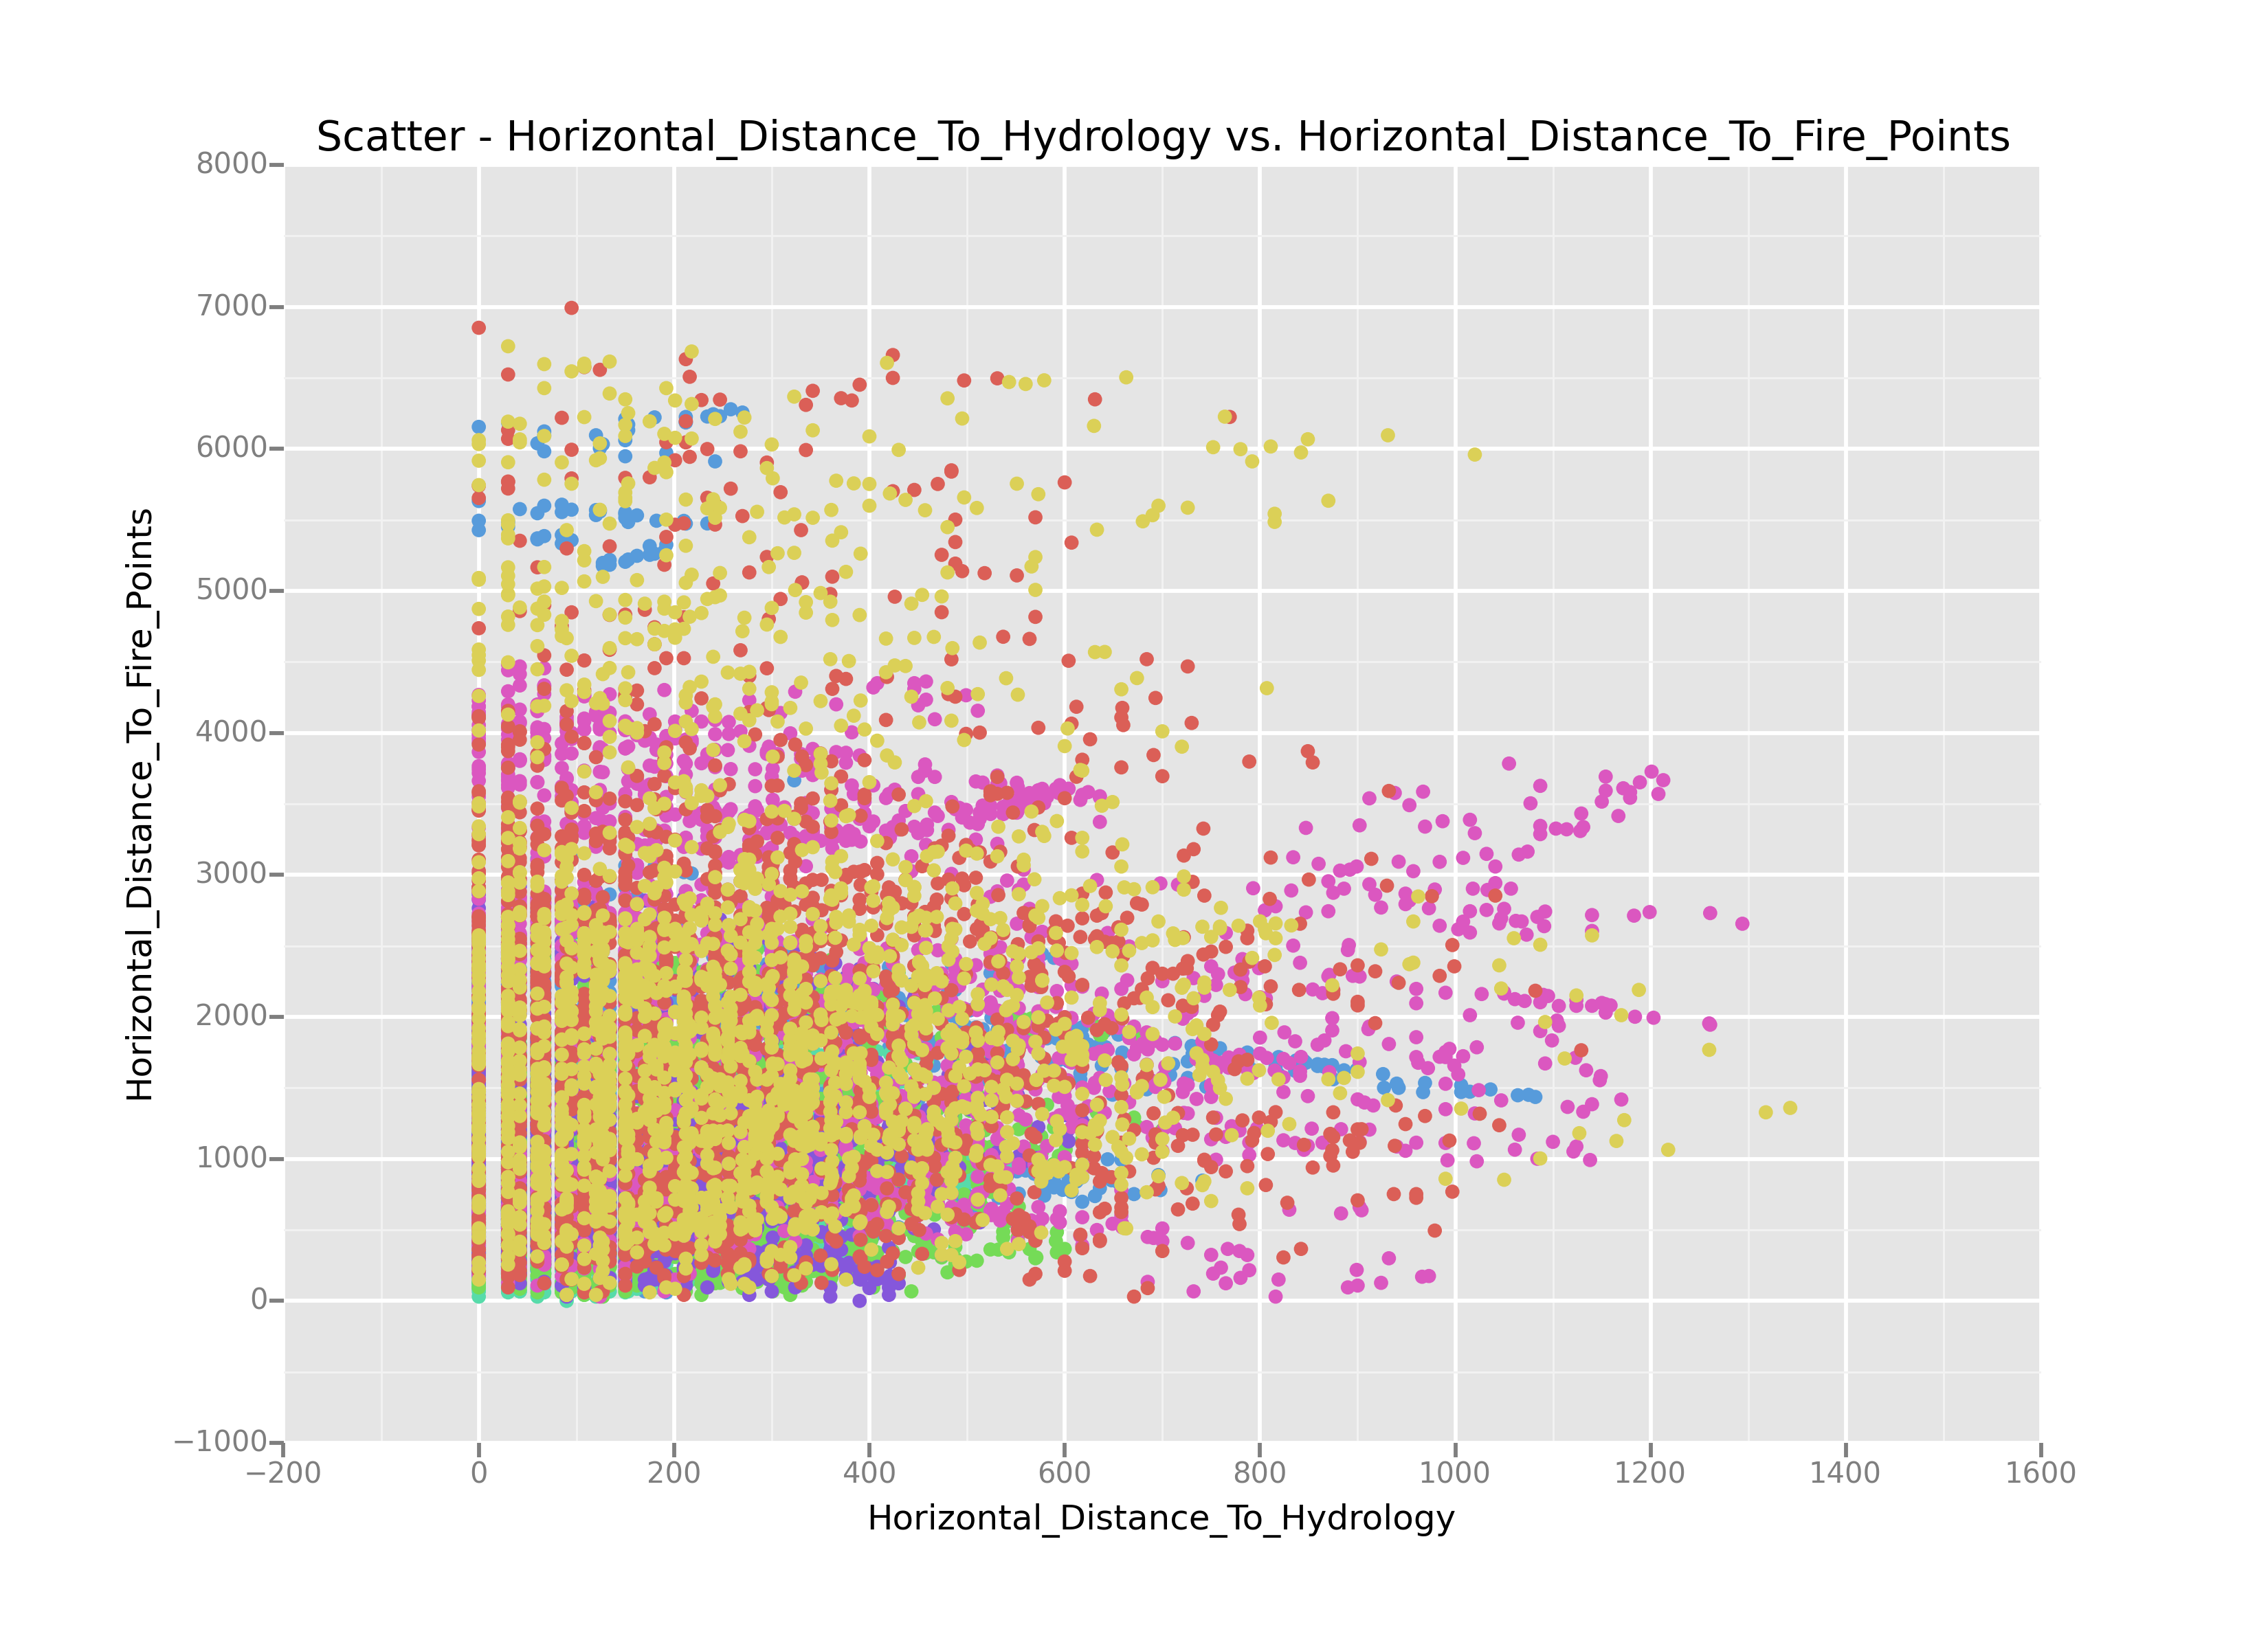 Scatter - Horizontal_Distance_To_Hydrology vs. Horizontal_Distance_To_Fire_Points
8000
7000
6000
5000
4000
3000
2000
1000
0
−1000
Horizontal_Distance_To_Fire_Points
−200 0 200 400 600 800 1000 1200 1400 1600
Horizontal_Distance_To_Hydrology